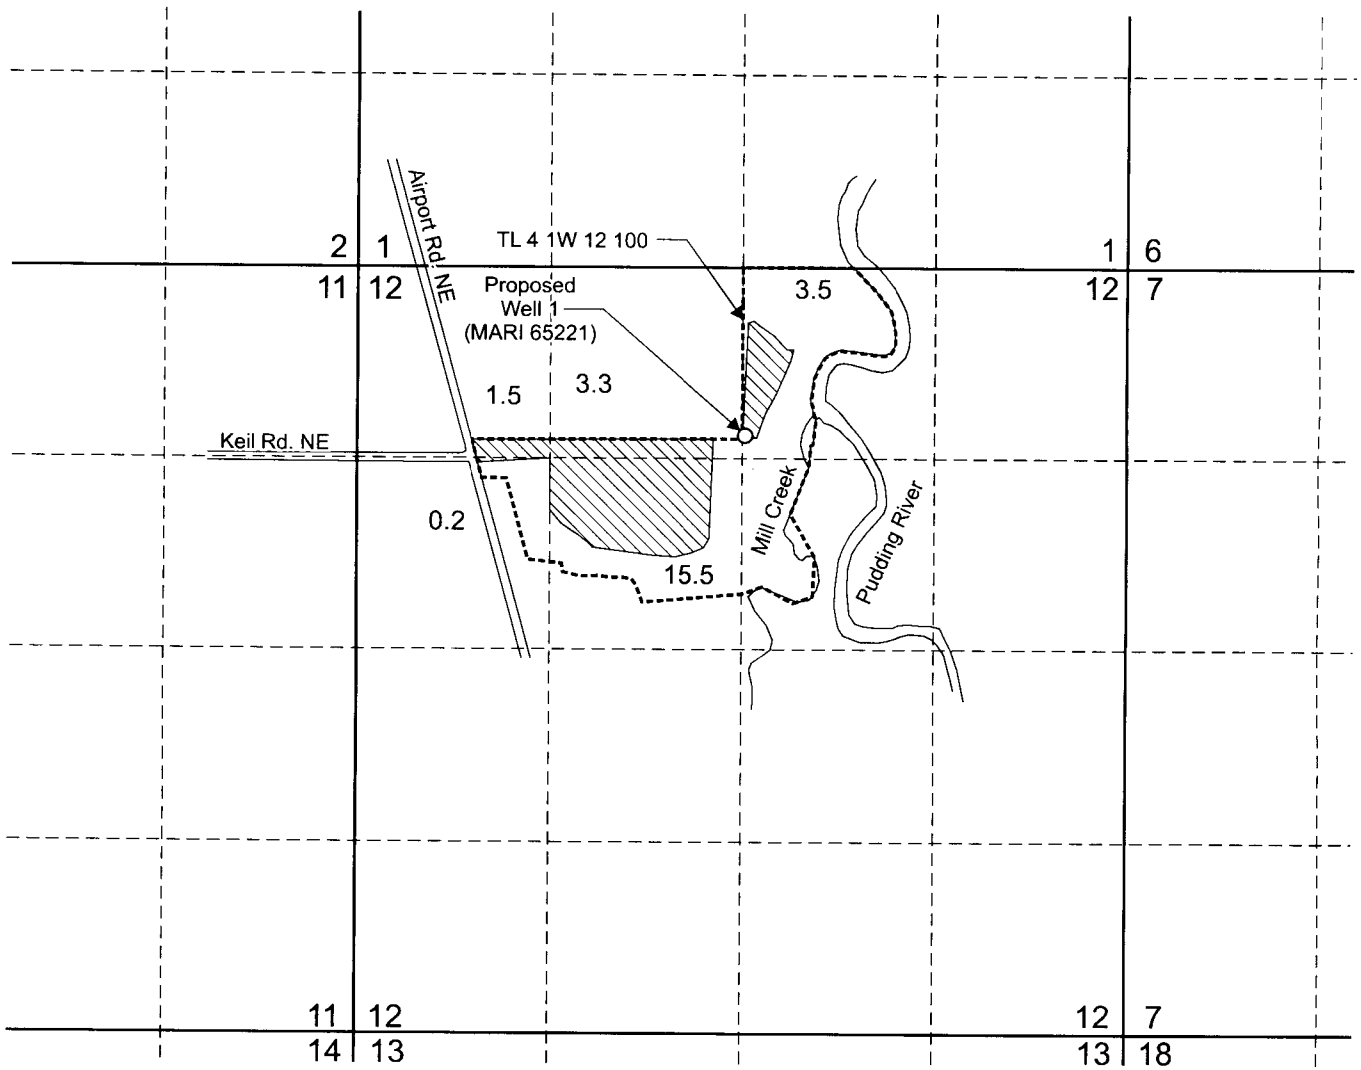 Airport Rd. NE
2 1
TL 4 1W 12 100
1 6
11 12
Proposed
Well 1
(MARI 65221)
3.5
12 7
1.5
3.3
Keil Rd. NE
0.2
Mill Creek
Pudding River
15.5
11 12
12 7
14 13
13 18